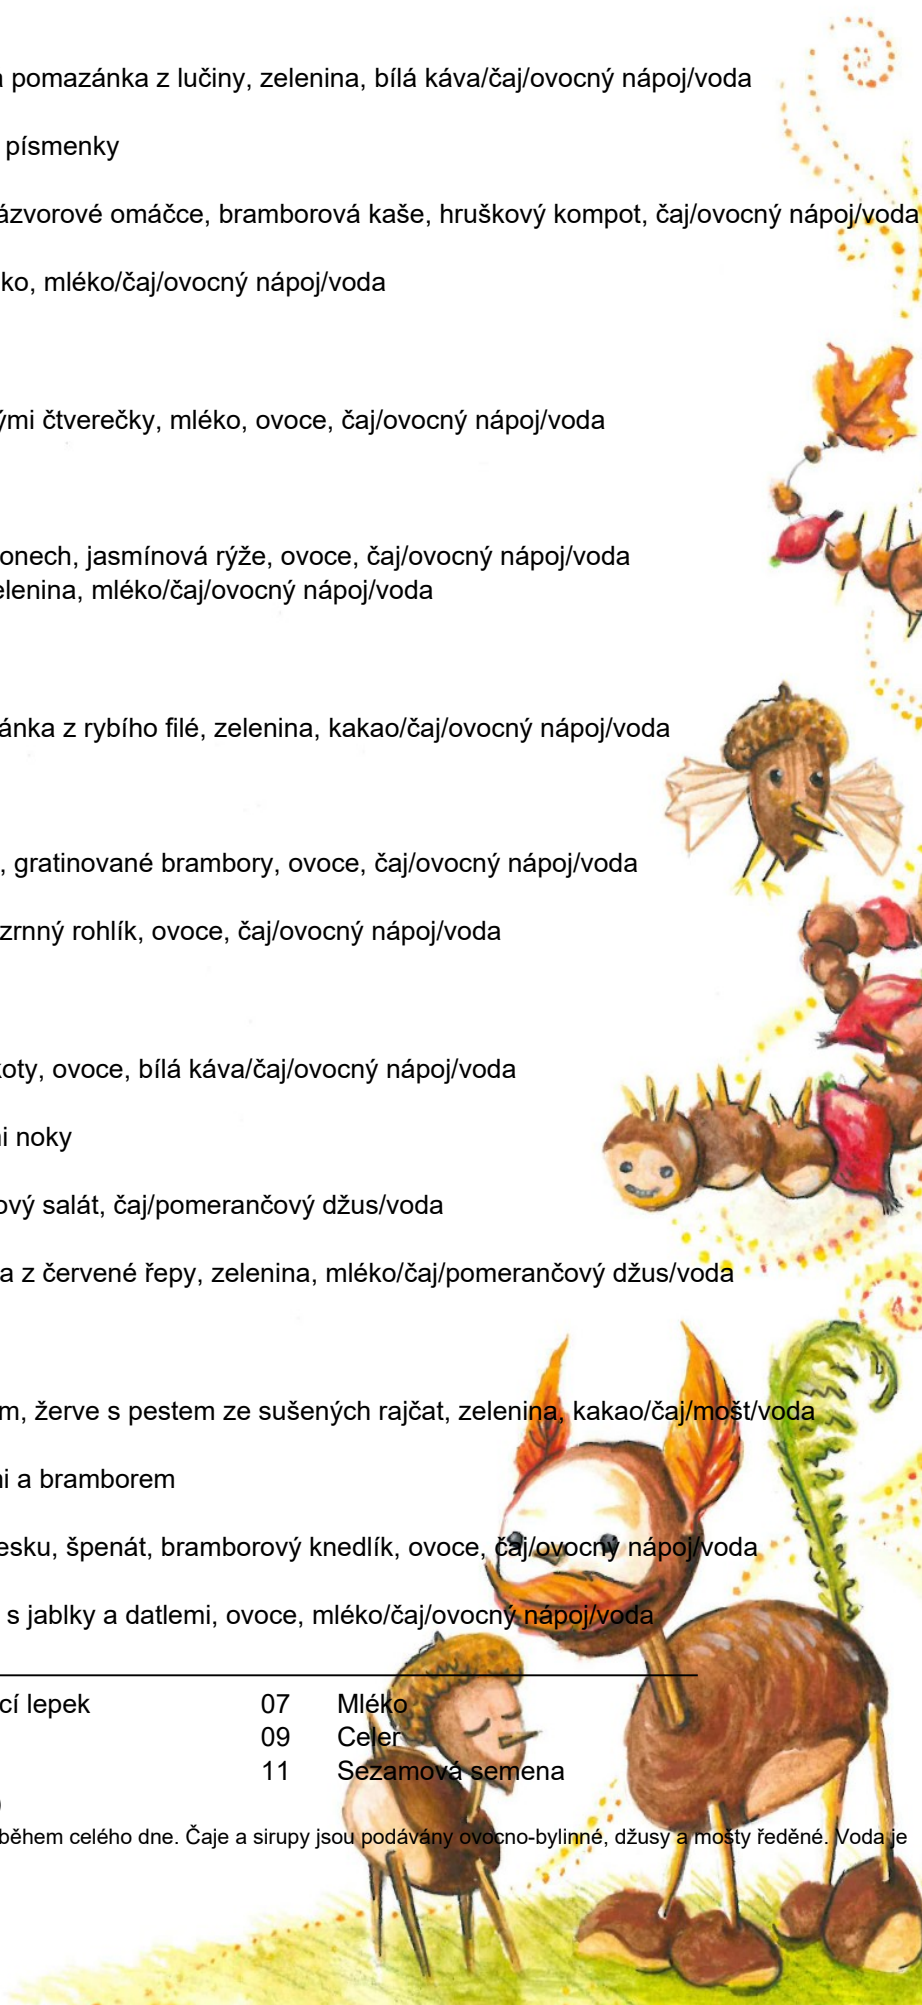 pomazánka z lučiny, zelenina, bílá káva/čaj/ovocný nápoj/voda
písmenky
ázvorové omáčce, bramborová kaše, hruškový kompot, čaj/ovocný nápoj/voda
ko, mléko/čaj/ovocný nápoj/voda
ými čtverečky, mléko, ovoce, čaj/ovocný nápoj/voda
onech, jasmínová rýže, ovoce, čaj/ovocný nápoj/voda
elenina, mléko/čaj/ovocný nápoj/voda
ánka z rybího filé, zelenina, kakao/čaj/ovocný nápoj/voda
, gratinované brambory, ovoce, čaj/ovocný nápoj/voda
zrnný rohlík, ovoce, čaj/ovocný nápoj/voda
koty, ovoce, bílá káva/čaj/ovocný nápoj/voda
i noky
ový salát, čaj/pomerančový džus/voda
a z červené řepy, zelenina, mléko/čaj/pomerančový džus/voda
m, žerve s pestem ze sušených rajčat, zelenina, kakao/čaj/mošt/voda
i a bramborem
esku, špenát, bramborový knedlík, ovoce, čaj/ovocný nápoj/voda
s jablky a datlemi, ovoce, mléko/čaj/ovocný nápoj/voda
cí lepek 07 Mléko
09 Celer
11 Sezamová semena
)
během celého dne. Čaje a sirupy jsou podávány ovocno-bylinné, džusy a mošty ředěné. Voda je